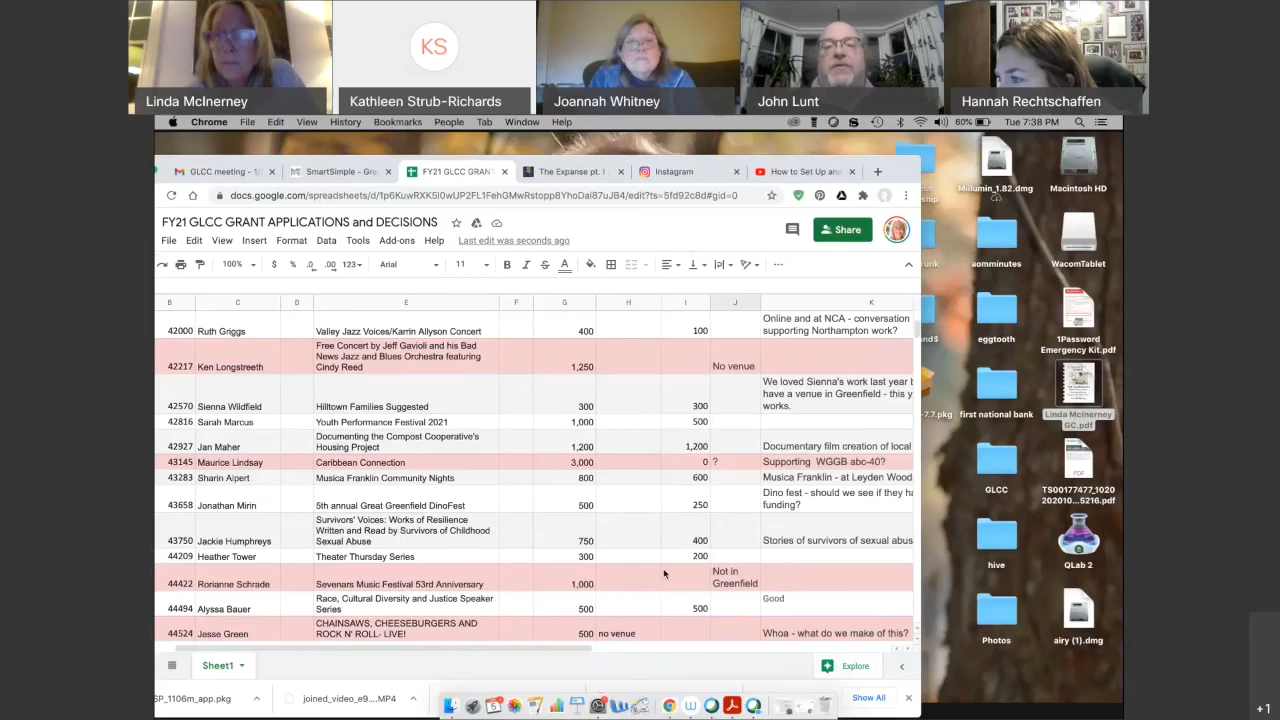 KS
Linda McInerney
Kathleen Strub-Richards
Joannah Whitney
John Lunt
Hannah Rechtschaffen
Chrome File Edit View History Bookmarks People Tab Window Help
60% Tue 7:38 PM
GLCC meeting - 1/
SmartSimple - Gre
FY21 GLCC GRANT
The Expanse pt. I
Instagram
How to Set Up and
FY21 GLCC GRANT APPLICATIONS and DECISIONS
File Edit View Insert Format Data Tools Add-ons Help Last edit was seconds ago
Share
100% $ % .0 .00 123 Arial 11
B C D E F G H I J K
42000 Ruth Griggs Valley Jazz Voices/Karrin Allyson Concert 400 100 Online and at NCA - conversation
supporting Northampton work?
42217 Ken Longstreeth Free Concert by Jeff Gavioli and his Bad
News Jazz and Blues Orchestra featuring
Cindy Reed 1,250 No venue
42570 Sienna Wildfield Hilltown Families Suggested 300 300 We loved Sienna's work last year b
have a venue in Greenfield - this y
works.
42816 Sarah Marcus Youth Performance Festival 2021 1,000 500
42927 Jan Maher Documenting the Compost Cooperative's
Housing Project 1,200 1,200 Documentary film creation of local
43145 Maurice Lindsay Caribbean Connection 3,000 0 ? Supporting WGGB abc-40?
43283 Sharin Alpert Musica Franklin Community Nights 800 600 Musica Franklin - at Leyden Wood
43658 Jonathan Mirin 5th annual Great Greenfield DinoFest 500 250 Dino fest - should we see if they ha
funding?
43750 Jackie Humphreys Survivors' Voices: Works of Resilience
Written and Read by Survivors of Childhood
Sexual Abuse 750 400 Stories of survivors of sexual abus
44209 Heather Tower Theater Thursday Series 300 200
44422 Rorianne Schrade Sevenars Music Festival 53rd Anniversary 1,000 Not in
Greenfield
44494 Alyssa Bauer Race, Cultural Diversity and Justice Speaker
Series 500 500 Good
44524 Jesse Green CHAINSAWS, CHEESEBURGERS AND
ROCK N' ROLL- LIVE! 500 no venue Whoa - what do we make of this?
Sheet1
Explore
SP_1106m_app.pkg
joined_video_e9....MP4
Show All
Millumin_1.82.dmg
Macintosh HD
aomminutes
WacomTablet
eggtooth
1Password
Emergency Kit.pdf
-7.7.pkg
first national bank
Linda McInerney
GC.pdf
GLCC
TS00177477_1020
202010...5216.pdf
hive
QLab 2
Photos
airy (1).dmg
+1